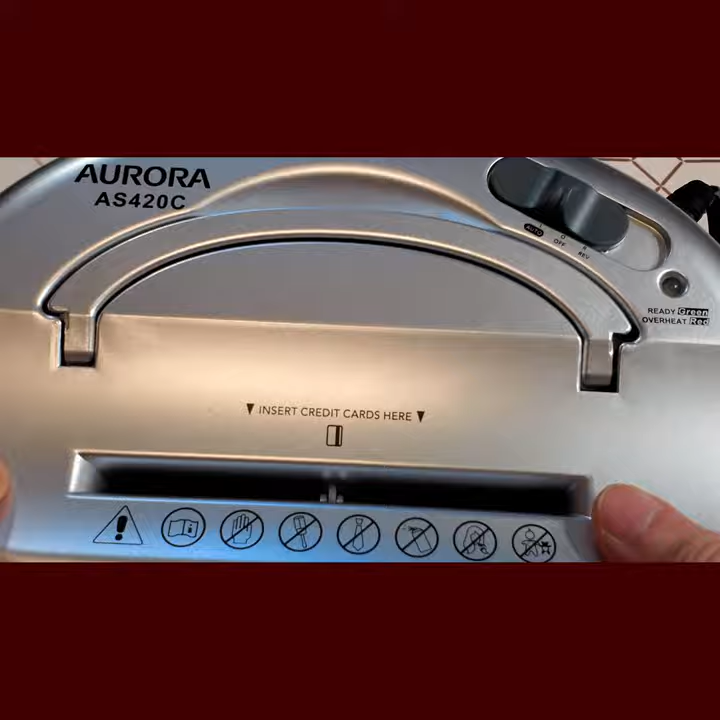 AURORA
AS420C
AUTO
OFF
REV
READY Green
OVERHEAT Red
▼ INSERT CREDIT CARDS HERE ▼